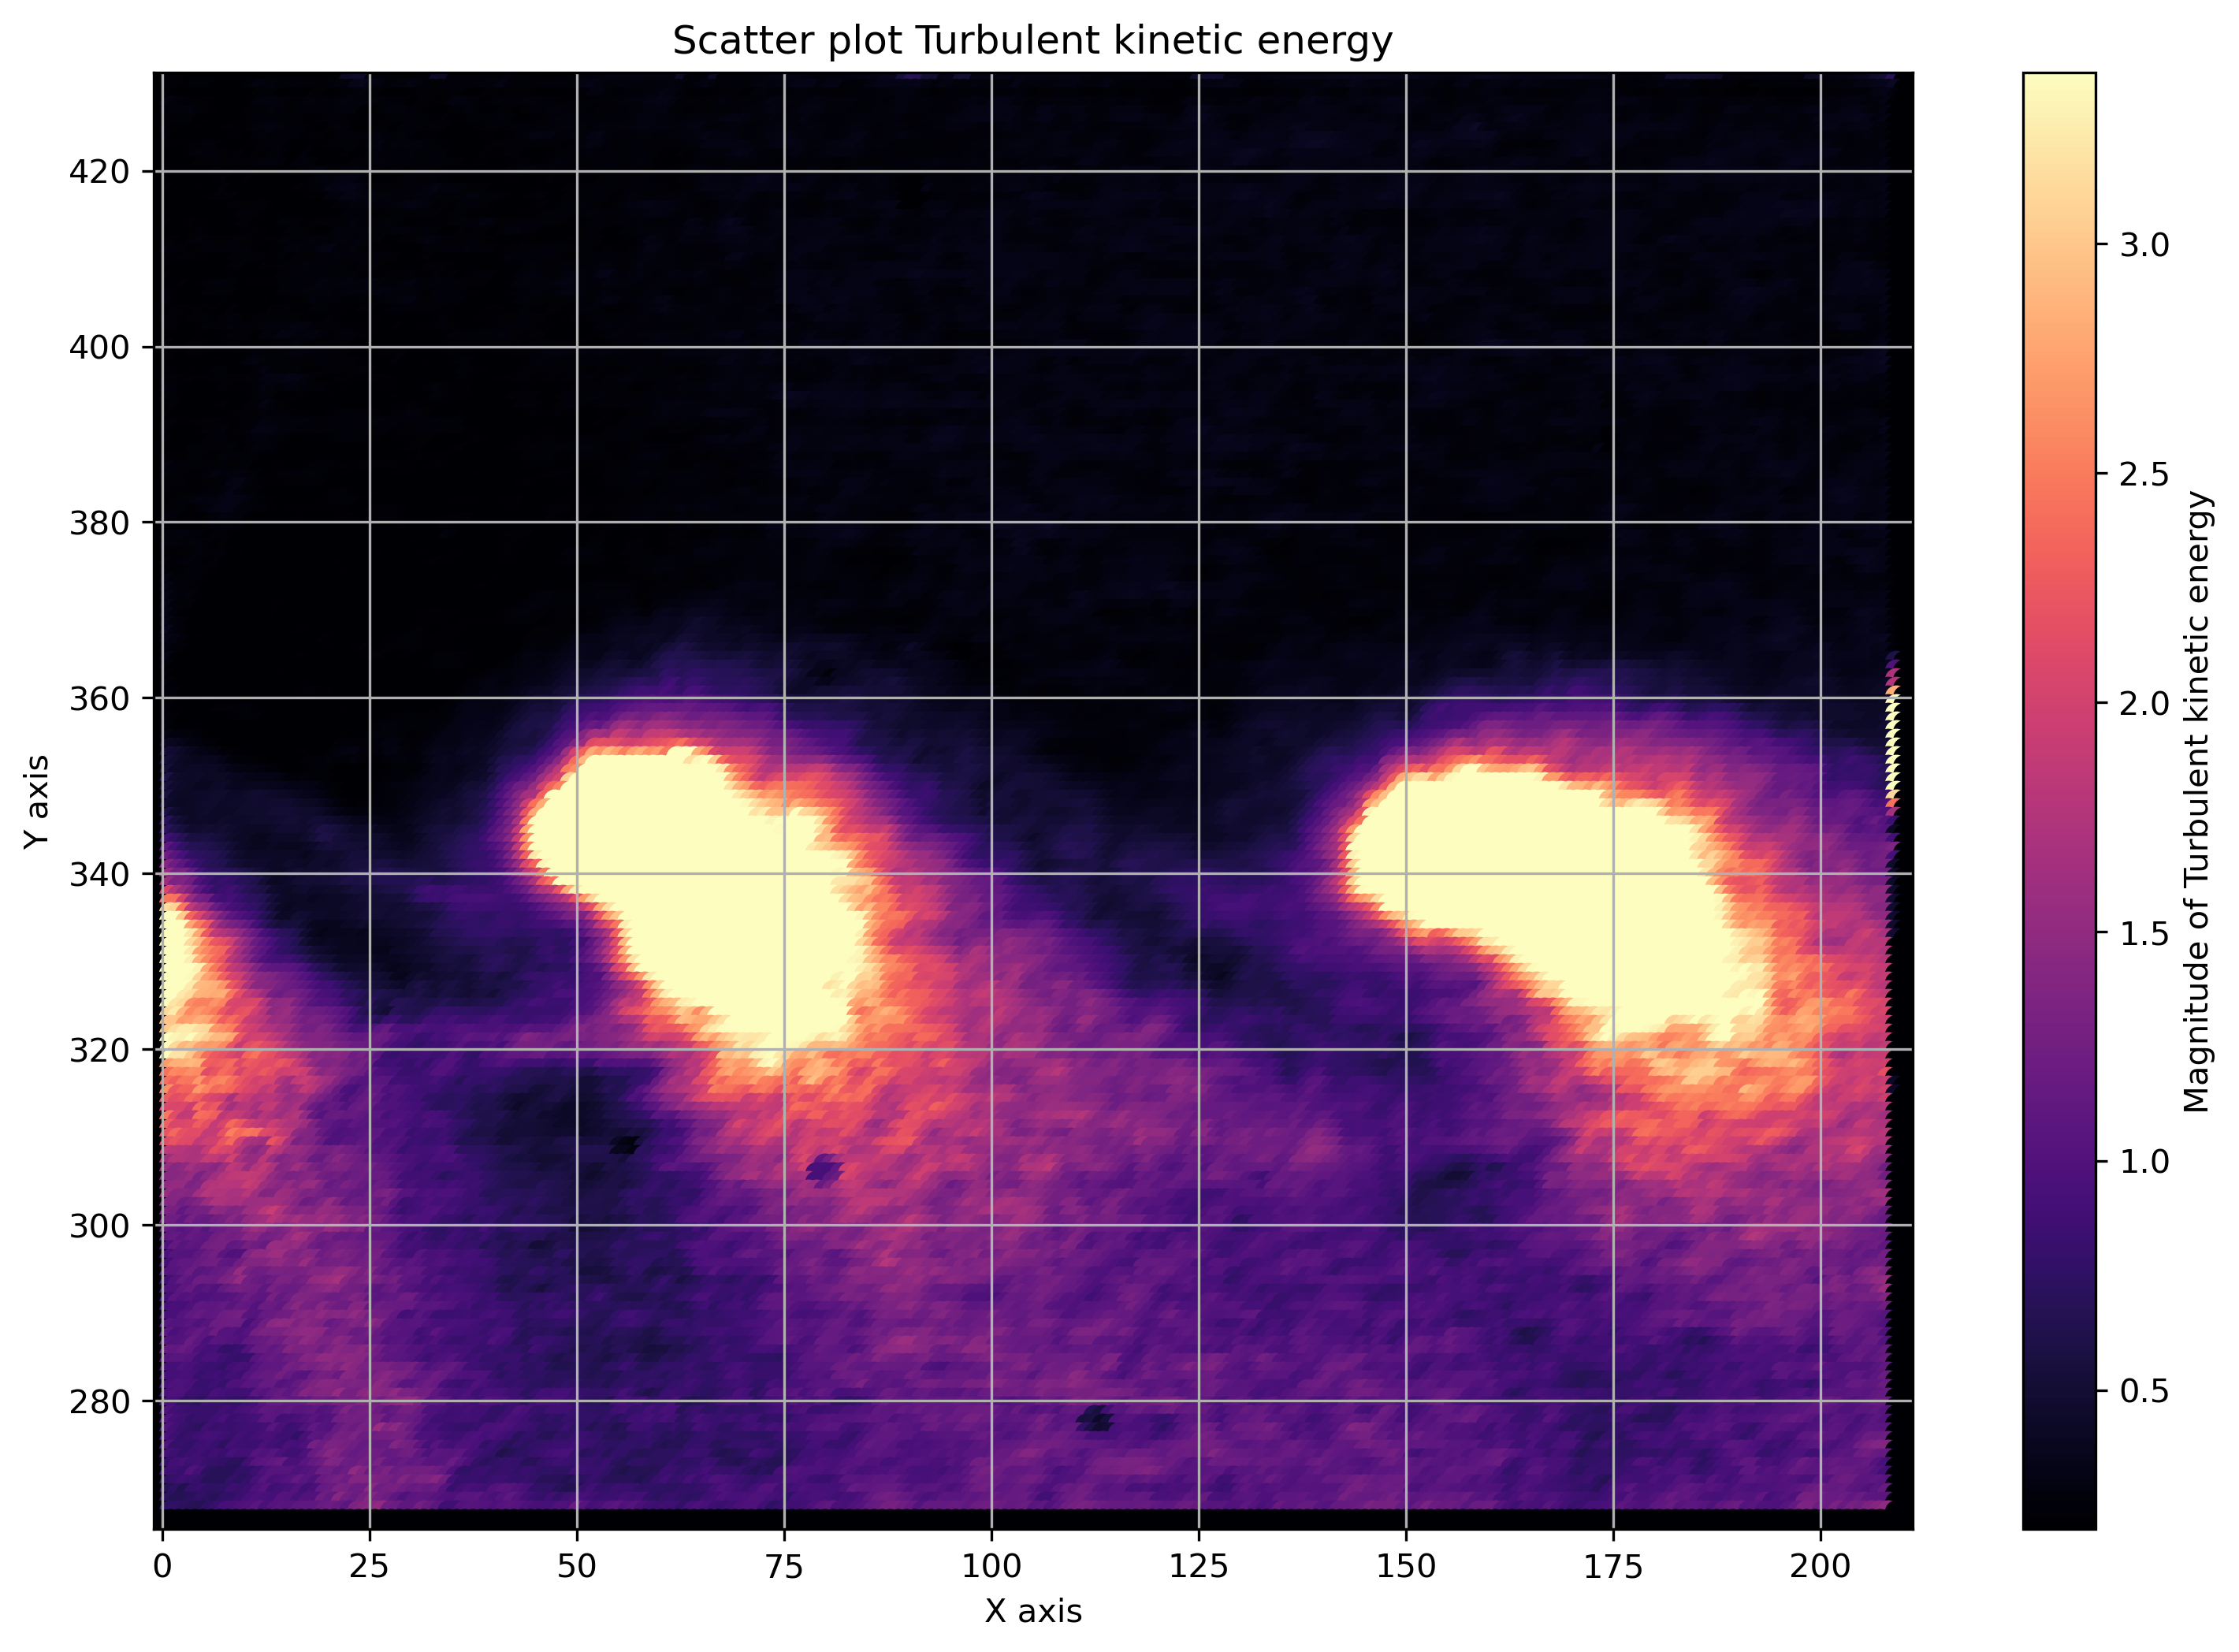 Scatter plot Turbulent kinetic energy
420
400
380
360
340
320
300
280
Y axis
0 25 50 75 100 125 150 175 200
X axis
3.0
2.5
2.0
1.5
1.0
0.5
Magnitude of Turbulent kinetic energy